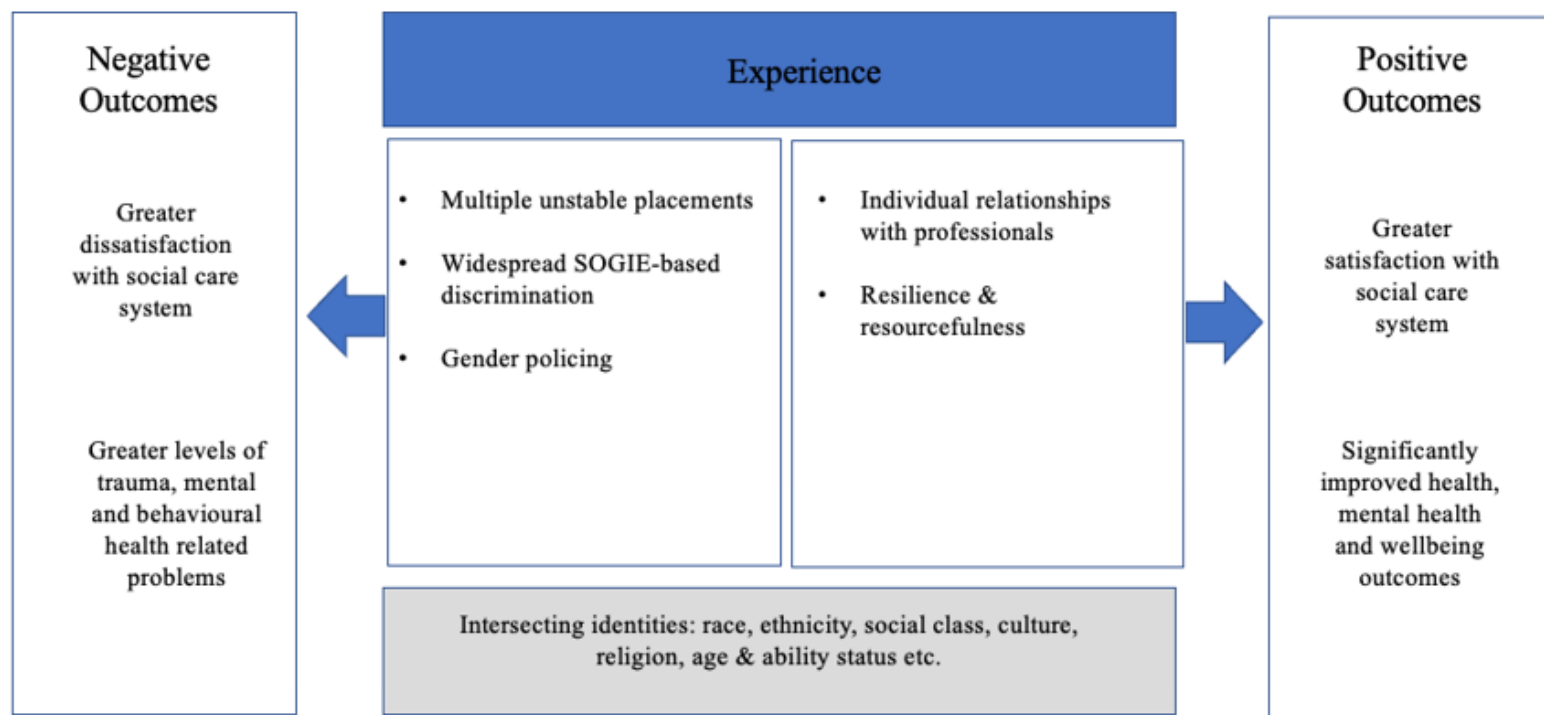 Negative
Outcomes
Greater
dissatisfaction
with social care
system
Greater levels of
trauma, mental
and behavioural
health related
problems
Experience
• Multiple unstable placements
• Widespread SOGIE-based
discrimination
• Gender policing
• Individual relationships
with professionals
• Resilience &
resourcefulness
Intersecting identities: race, ethnicity, social class, culture,
religion, age & ability status etc.
Positive
Outcomes
Greater
satisfaction with
social care
system
Significantly
improved health,
mental health
and wellbeing
outcomes